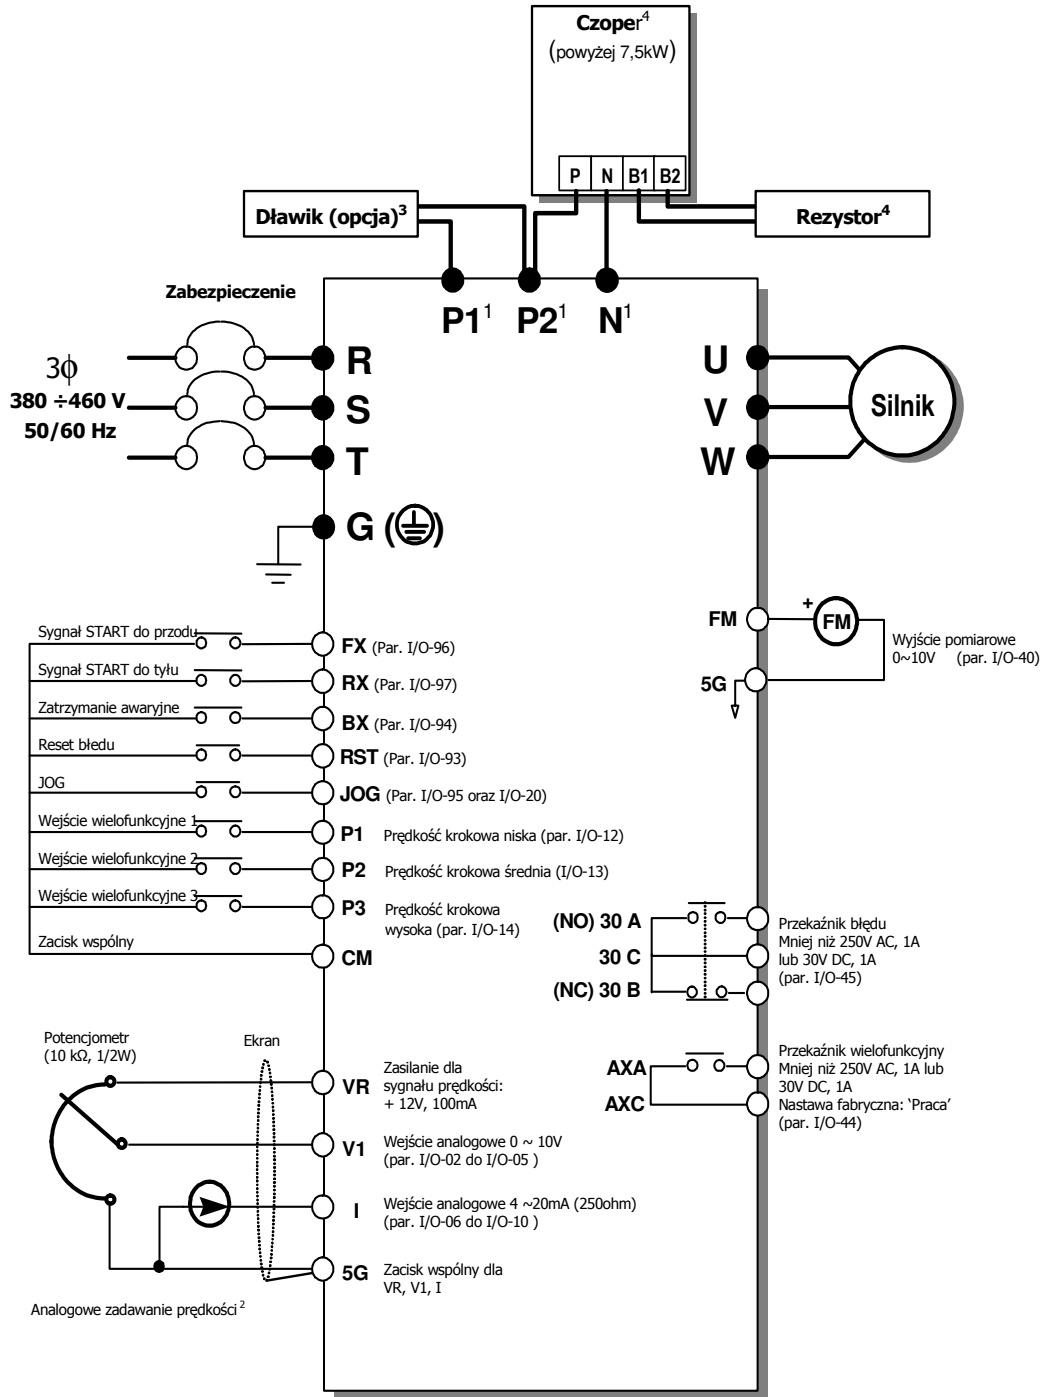 Czoper⁴
(powyżej 7,5kW)
P N B1 B2
Dławik (opcja)³
Rezystor⁴
Zabezpieczenie
P1¹ P2¹ N¹
3ϕ
380 ÷460 V
50/60 Hz
R
S
T
G
U
V
W
Silnik
FM
+
FM
5G
Wyjście pomiarowe
0~10V (par. I/O-40)
Sygnał START do przodu
FX (Par. I/O-96)
Sygnał START do tyłu
RX (Par. I/O-97)
Zatrzymanie awaryjne
BX (Par. I/O-94)
Reset błedu
RST (Par. I/O-93)
JOG
JOG (Par. I/O-95 oraz I/O-20)
Wejście wielofunkcyjne 1
P1 Prędkość krokowa niska (par. I/O-12)
Wejście wielofunkcyjne 2
P2 Prędkość krokowa średnia (I/O-13)
Wejście wielofunkcyjne 3
P3 Prędkość krokowa
wysoka (par. I/O-14)
Zacisk wspólny
CM
(NO) 30 A
30 C
(NC) 30 B
Przekaźnik błędu
Mniej niż 250V AC, 1A
lub 30V DC, 1A
(par. I/O-45)
AXA
AXC
Przekaźnik wielofunkcyjny
Mniej niż 250V AC, 1A lub
30V DC, 1A
Nastawa fabryczna: ‘Praca’
(par. I/O-44)
Potencjometr
(10 kΩ, 1/2W)
Ekran
VR
Zasilanie dla
sygnału prędkości:
+ 12V, 100mA
V1
Wejście analogowe 0 ~ 10V
(par. I/O-02 do I/O-05 )
I
Wejście analogowe 4 ~20mA (250ohm)
(par. I/O-06 do I/O-10 )
5G
Zacisk wspólny dla
VR, V1, I
Analogowe zadawanie prędkości²